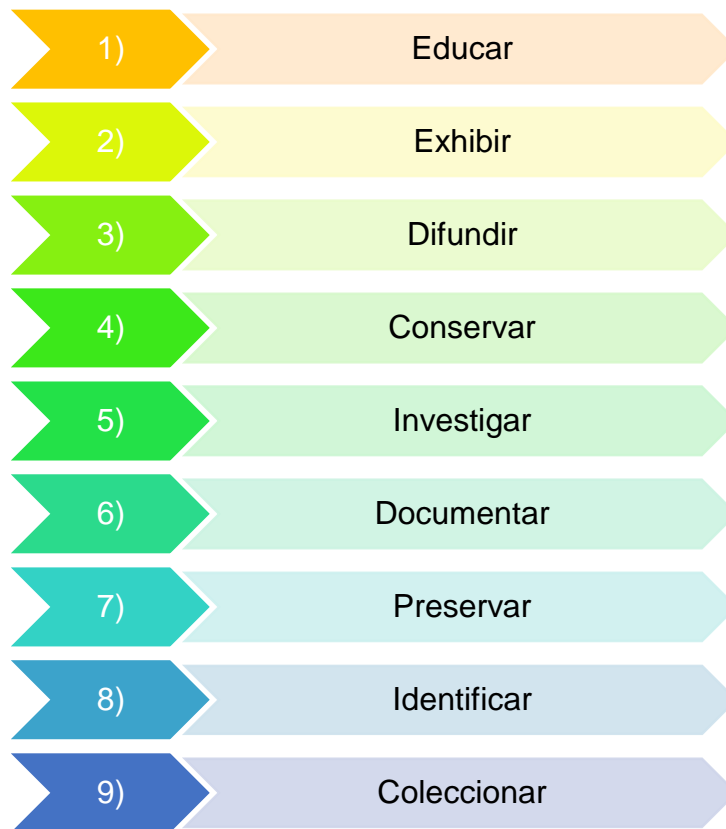 1) Educar
2) Exhibir
3) Difundir
4) Conservar
5) Investigar
6) Documentar
7) Preservar
8) Identificar
9) Coleccionar